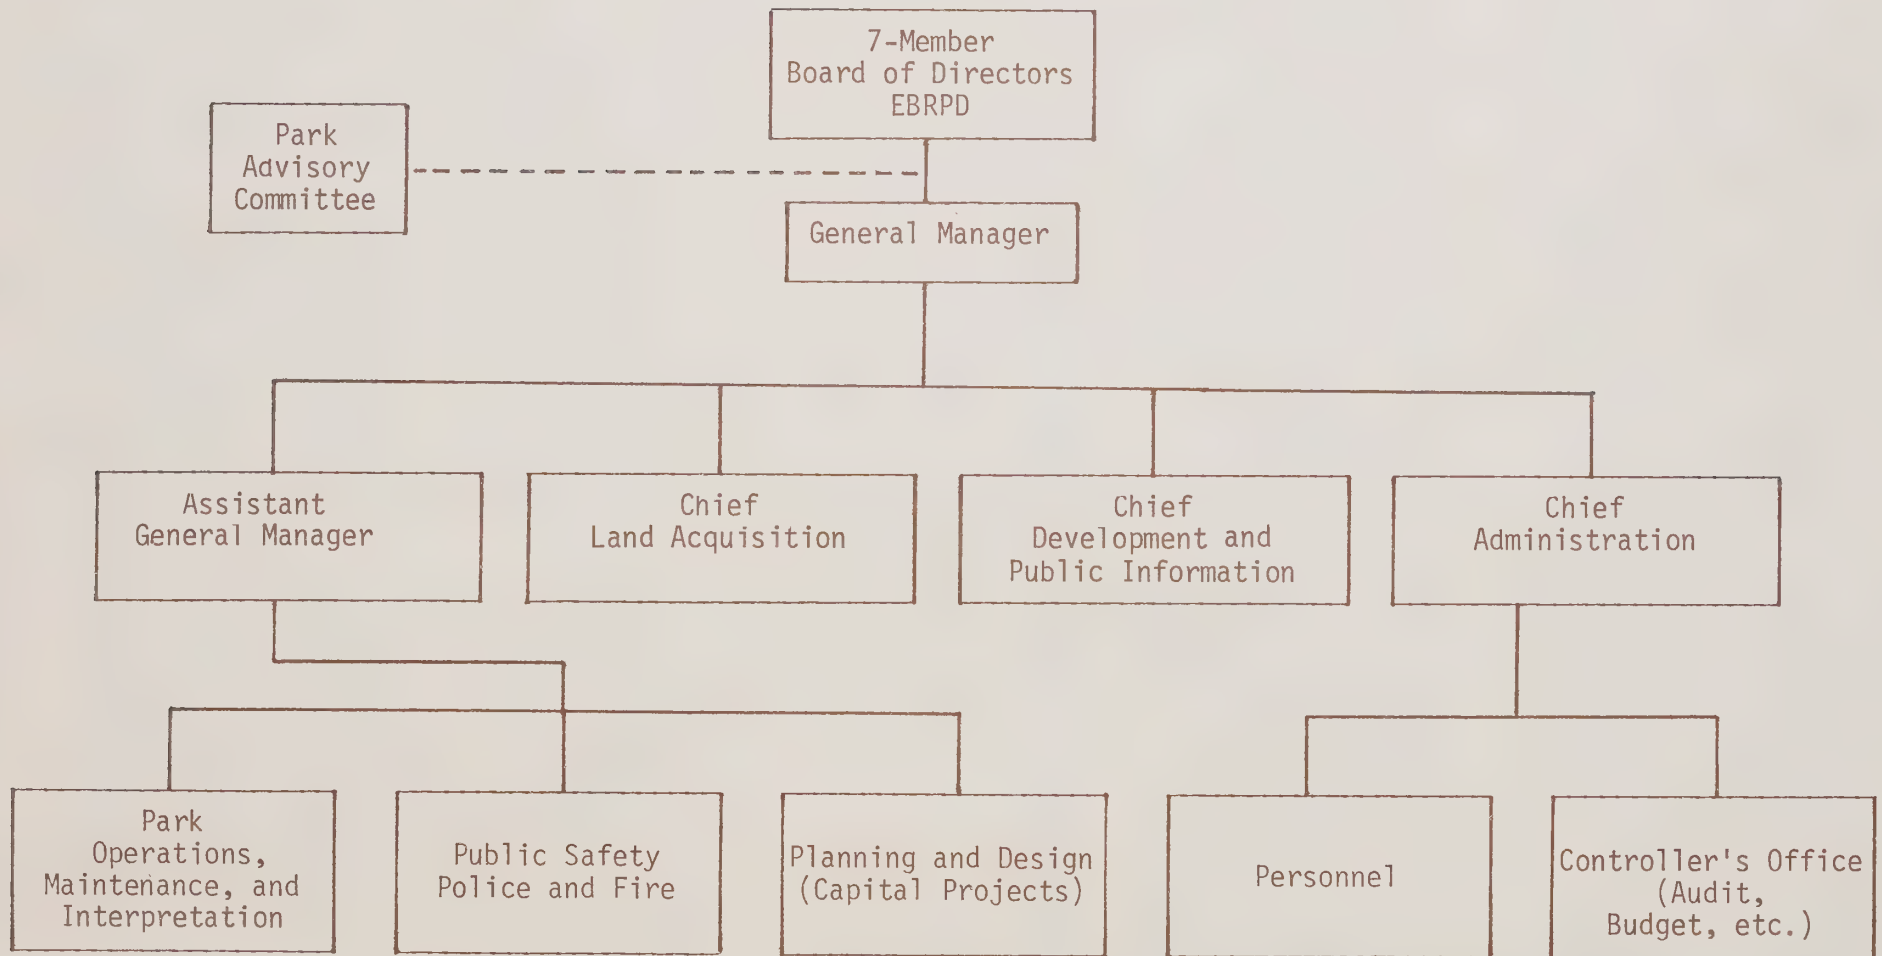 7-Member
Board of Directors
EBRPD
Park
Advisory
Committee
General Manager
Assistant
General Manager
Chief
Land Acquisition
Chief
Development and
Public Information
Chief
Administration
Park
Operations,
Maintenance, and
Interpretation
Public Safety
Police and Fire
Planning and Design
(Capital Projects)
Personnel
Controller's Office
(Audit,
Budget, etc.)